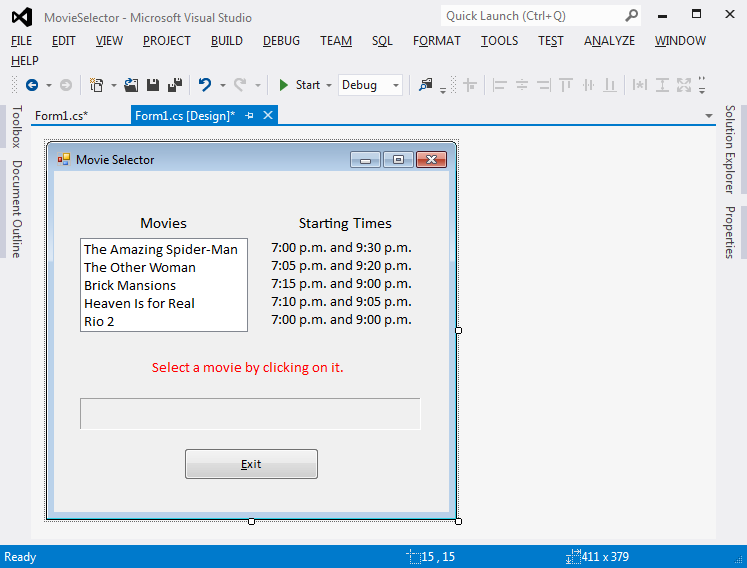 MovieSelector - Microsoft Visual Studio
Quick Launch (Ctrl+Q)
FILE EDIT VIEW PROJECT BUILD DEBUG TEAM SQL FORMAT TOOLS TEST ANALYZE WINDOW
HELP
Start Debug
Form1.cs* Form1.cs [Design]*
Toolbox
Document Outline
Solution Explorer
Properties
Movie Selector
Movies Starting Times
The Amazing Spider-Man 7:00 p.m. and 9:30 p.m.
The Other Woman 7:05 p.m. and 9:20 p.m.
Brick Mansions 7:15 p.m. and 9:00 p.m.
Heaven Is for Real 7:10 p.m. and 9:05 p.m.
Rio 2 7:00 p.m. and 9:00 p.m.
Select a movie by clicking on it.
Exit
Ready 15 , 15 411 x 379